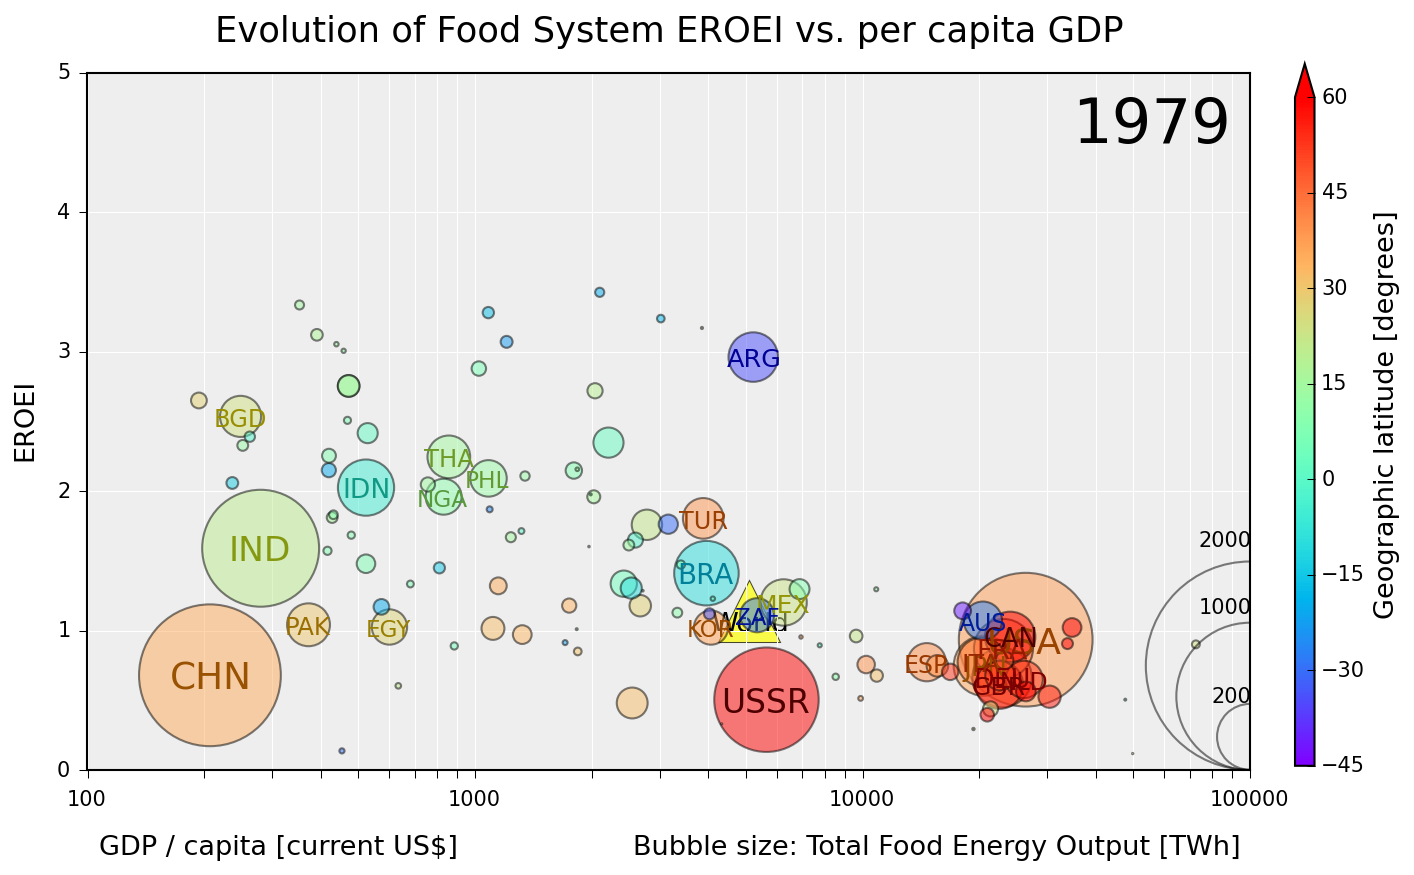 Evolution of Food System EROEI vs. per capita GDP
1979
5
4
3
2
1
0
EROEI
ARG
BGD
THA
PHL
NGA
IDN
TUR
IND
BRA
MEX
ZAF
KOR
PAK
EGY
AUS
CAN
ESP
ITA
GBR
CHN
USSR
2000
1000
200
100
1000
10000
100000
GDP / capita [current US$]
Bubble size: Total Food Energy Output [TWh]
60
45
30
15
0
−15
−30
−45
Geographic latitude [degrees]